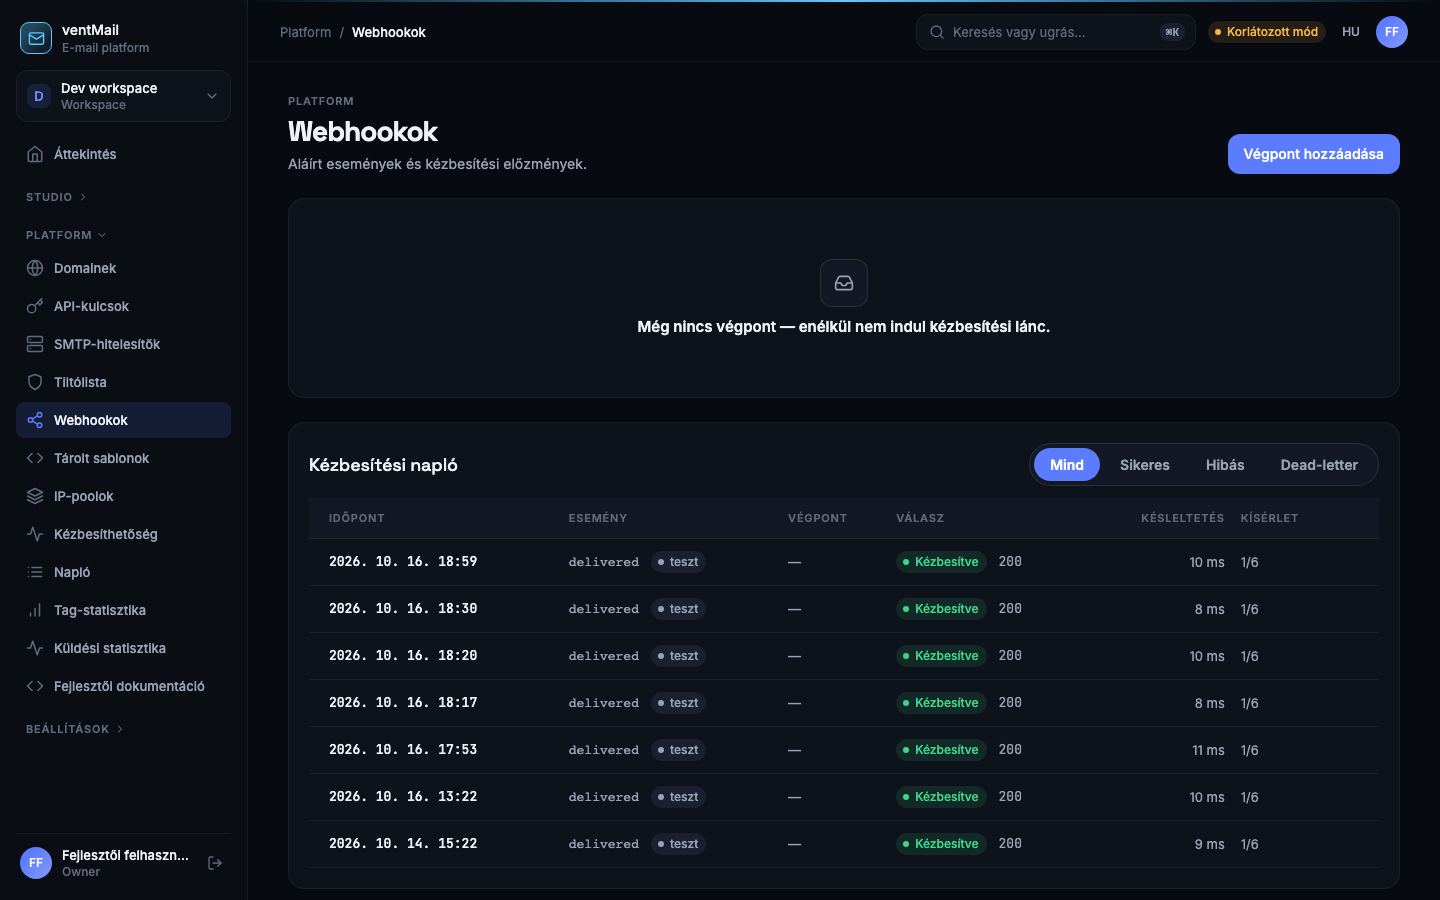 ventMail
E-mail platform
D
Dev workspace
Workspace
Áttekintés
STUDIO
PLATFORM
Domainek
API-kulcsok
SMTP-hitelesítők
Tiltólista
Webhookok
Tárolt sablonok
IP-poolok
Kézbesíthetőség
Napló
Tag-statisztika
Küldési statisztika
Fejlesztői dokumentáció
BEÁLLÍTÁSOK
FF
Fejlesztői felhaszn...
Owner
Platform / Webhookok
Keresés vagy ugrás... ⌘K
Korlátozott mód
HU
FF
PLATFORM
Webhookok
Aláírt események és kézbesítési előzmények.
Végpont hozzáadása
Még nincs végpont — enélkül nem indul kézbesítési lánc.
Kézbesítési napló
Mind Sikeres Hibás Dead-letter
IDŐPONT ESEMÉNY VÉGPONT VÁLASZ KÉSLELTETÉS KÍSÉRLET
2026. 10. 16. 18:59 delivered teszt — Kézbesítve 200 10 ms 1/6
2026. 10. 16. 18:30 delivered teszt — Kézbesítve 200 8 ms 1/6
2026. 10. 16. 18:20 delivered teszt — Kézbesítve 200 10 ms 1/6
2026. 10. 16. 18:17 delivered teszt — Kézbesítve 200 8 ms 1/6
2026. 10. 16. 17:53 delivered teszt — Kézbesítve 200 11 ms 1/6
2026. 10. 16. 13:22 delivered teszt — Kézbesítve 200 10 ms 1/6
2026. 10. 14. 15:22 delivered teszt — Kézbesítve 200 9 ms 1/6